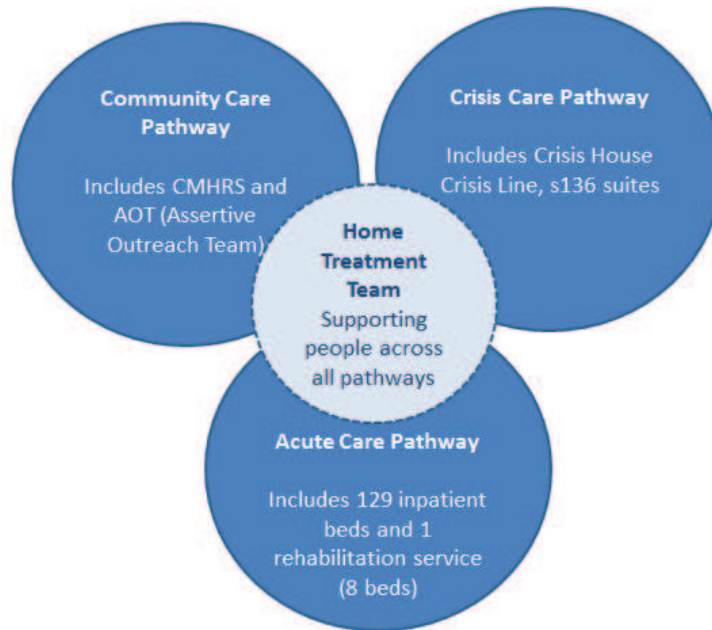 Community Care
Pathway
Includes CMHRS and
AOT (Assertive
Outreach Team)
Crisis Care Pathway
Includes Crisis House
Crisis Line, s136 suites
Home
Treatment
Team
Supporting
people across
all pathways
Acute Care Pathway
Includes 129 inpatient
beds and 1
rehabilitation service
(8 beds)